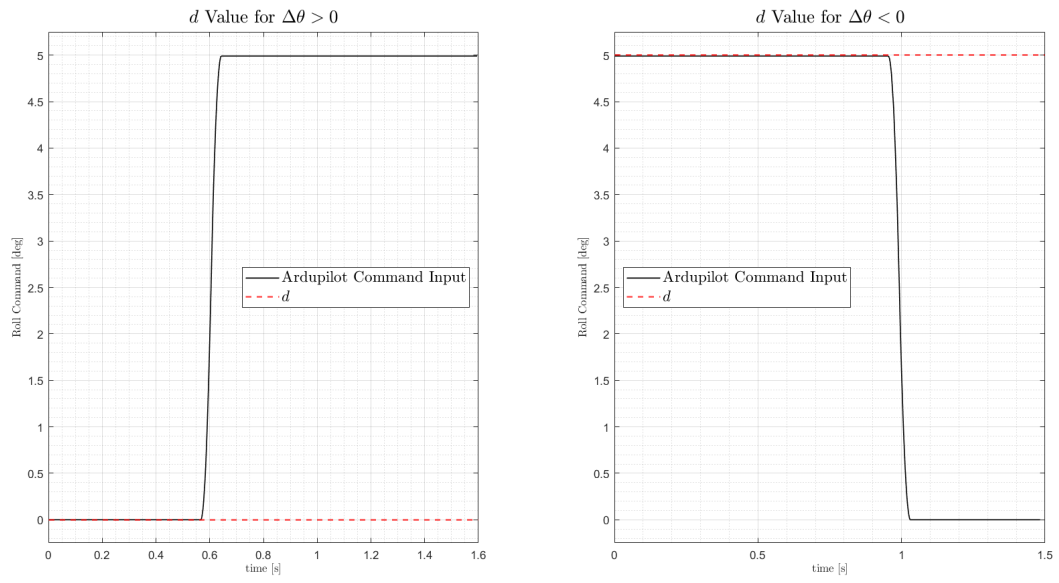 d Value for Δθ > 0
5
4.5
4
3.5
3
2.5
2
1.5
1
0.5
0
Roll Command [deg]
Ardupilot Command Input
d
0 0.2 0.4 0.6 0.8 1 1.2 1.4 1.6
time [s]
d Value for Δθ < 0
5
4.5
4
3.5
3
2.5
2
1.5
1
0.5
0
Roll Command [deg]
Ardupilot Command Input
d
0 0.5 1 1.5
time [s]